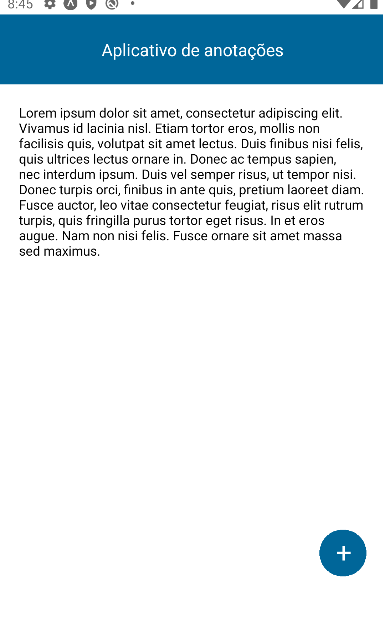 8:45
Aplicativo de anotações
Lorem ipsum dolor sit amet, consectetur adipiscing elit.
Vivamus id lacinia nisl. Etiam tortor eros, mollis non
facilisis quis, volutpat sit amet lectus. Duis finibus nisi felis,
quis ultrices lectus ornare in. Donec ac tempus sapien,
nec interdum ipsum. Duis vel semper risus, ut tempor nisi.
Donec turpis orci, finibus in ante quis, pretium laoreet diam.
Fusce auctor, leo vitae consectetur feugiat, risus elit rutrum
turpis, quis fringilla purus tortor eget risus. In et eros
augue. Nam non nisi felis. Fusce ornare sit amet massa
sed maximus.
+